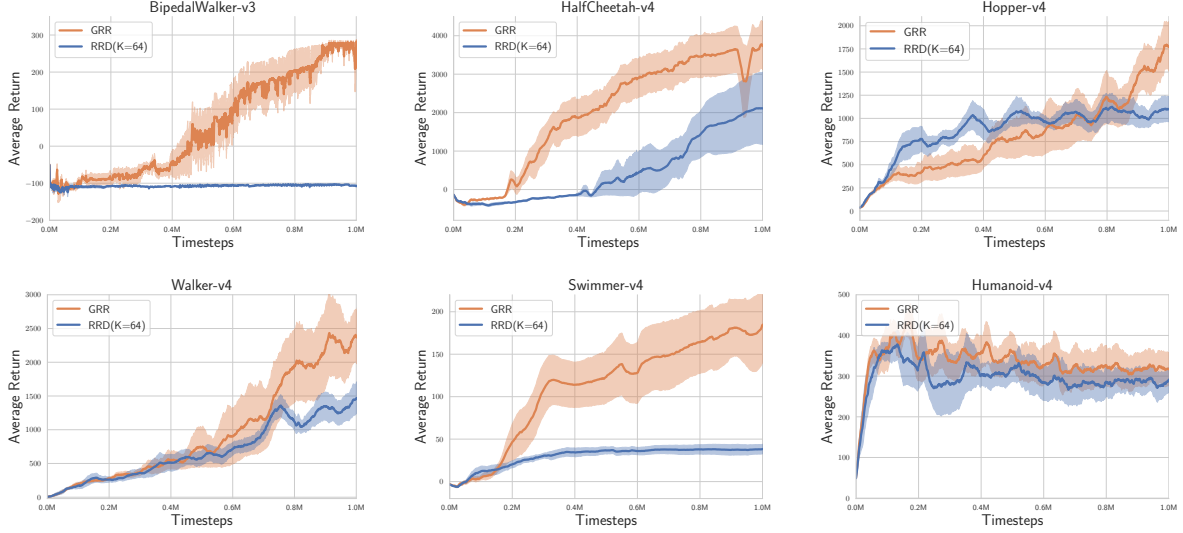 BipedalWalker-v3
GRR
RRD(K=64)
300
200
100
0
−100
−200
Average Return
0.0M 0.2M 0.4M 0.6M 0.8M 1.0M
Timesteps
HalfCheetah-v4
GRR
RRD(K=64)
4000
3000
2000
1000
0
Average Return
0.0M 0.2M 0.4M 0.6M 0.8M 1.0M
Timesteps
Hopper-v4
GRR
RRD(K=64)
2000
1750
1500
1250
1000
750
500
250
0
Average Return
0.0M 0.2M 0.4M 0.6M 0.8M 1.0M
Timesteps
Walker-v4
GRR
RRD(K=64)
3000
2500
2000
1500
1000
500
0
Average Return
0.0M 0.2M 0.4M 0.6M 0.8M 1.0M
Timesteps
Swimmer-v4
GRR
RRD(K=64)
200
150
100
50
0
Average Return
0.0M 0.2M 0.4M 0.6M 0.8M 1.0M
Timesteps
Humanoid-v4
GRR
RRD(K=64)
500
400
300
200
100
0
Average Return
0.0M 0.2M 0.4M 0.6M 0.8M 1.0M
Timesteps